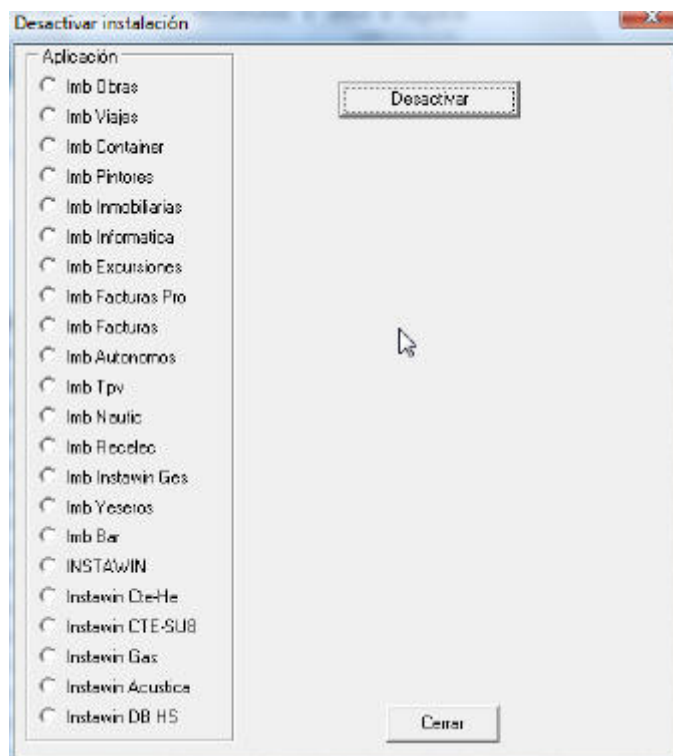 Desactivar instalación
Aplicación
Imb Obras
Desactivar
Imb Viajes
Imb Container
Imb Pintores
Imb Inmobiliarias
Imb Informatica
Imb Excursiones
Imb Facturas Pro
Imb Facturas
Imb Autonomos
Imb Tpv
Imb Nautic
Imb Recelec
Imb Instawin Ges
Imb Yeseros
Imb Bar
INSTAWIN
Instawin Cte-He
Instawin CTE-SU8
Instawin Gas
Instawin Acustica
Instawin DB HS
Cerrar